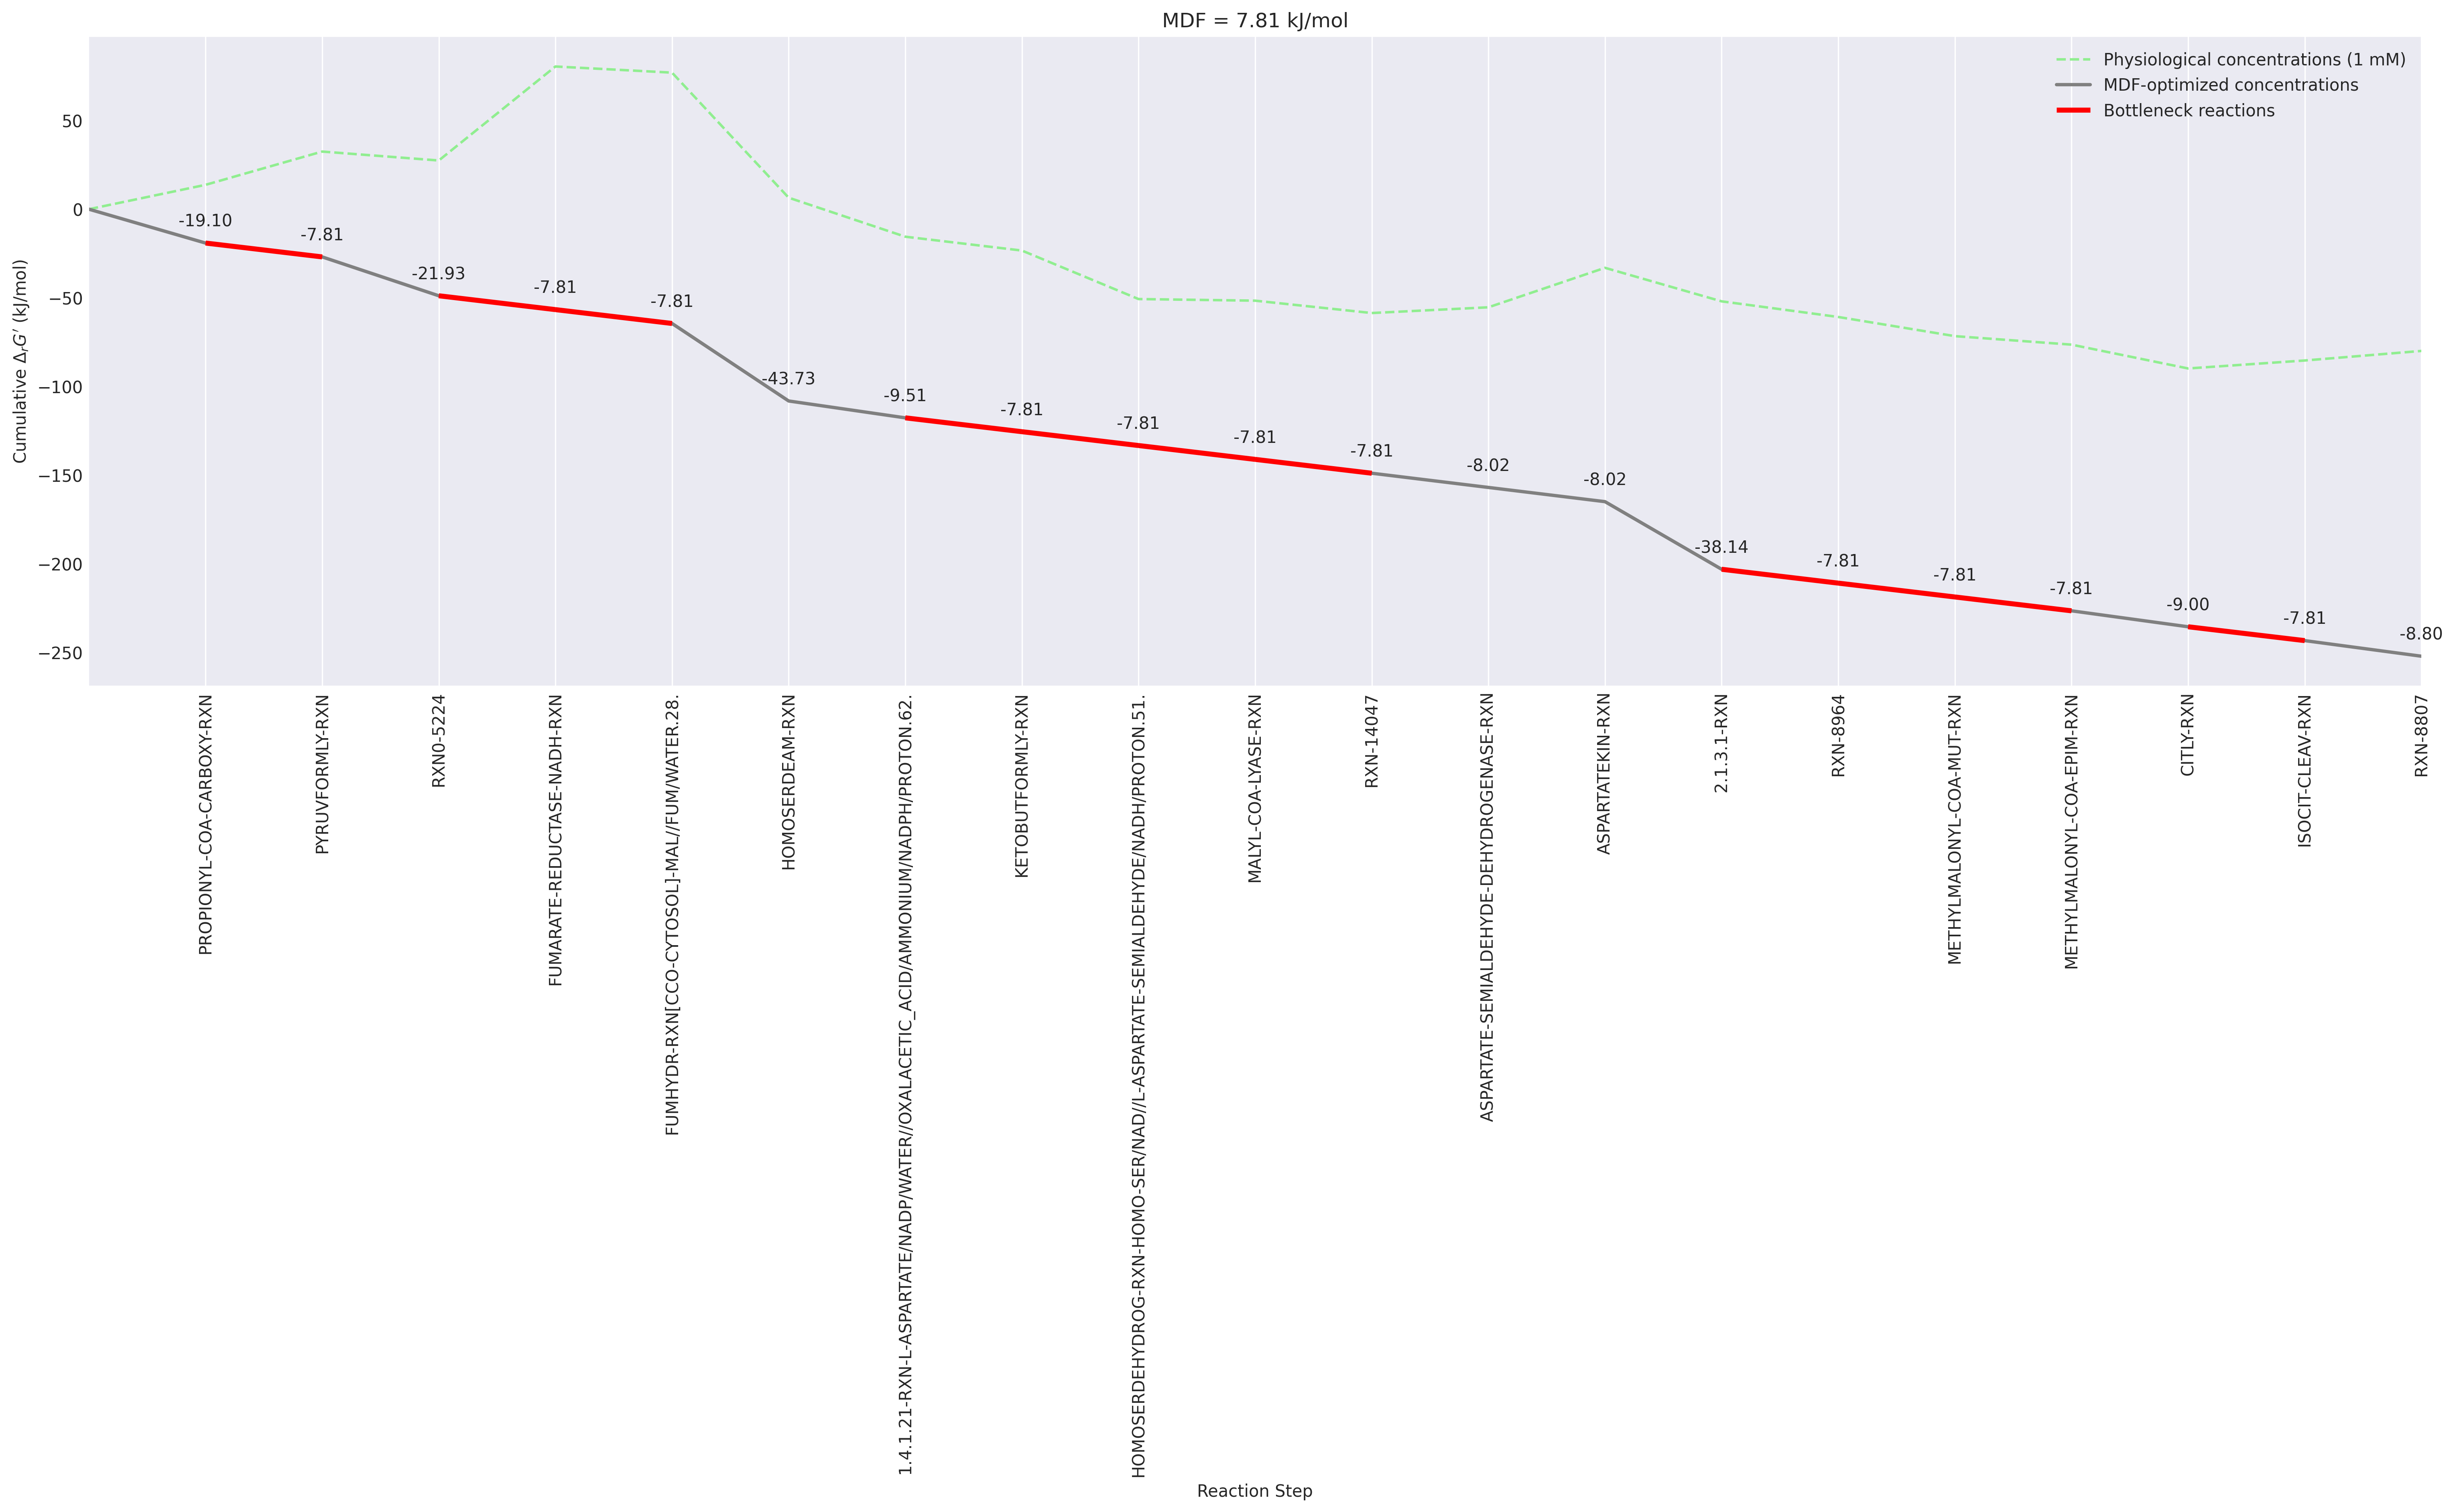 MDF = 7.81 kJ/mol
Physiological concentrations (1 mM)
MDF-optimized concentrations
Bottleneck reactions
Cumulative ΔrG′ (kJ/mol)
50
0
−50
−100
−150
−200
−250
-19.10
-7.81
-21.93
-7.81
-7.81
-43.73
-9.51
-7.81
-7.81
-7.81
-7.81
-8.02
-8.02
-38.14
-7.81
-7.81
-7.81
-9.00
-7.81
-8.80
PROPIONYL-COA-CARBOXY-RXN
PYRUVFORMLY-RXN
RXN0-5224
FUMARATE-REDUCTASE-NADH-RXN
FUMHYDR-RXN[CCO-CYTOSOL]-MAL//FUM/WATER.28.
HOMOSERDEAM-RXN
1.4.1.21-RXN-L-ASPARTATE/NADP/WATER//OXALACETIC_ACID/AMMONIUM/NADPH/PROTON.62.
KETOBUTFORMLY-RXN
HOMOSERDEHYDROG-RXN-HOMO-SER/NAD//L-ASPARTATE-SEMIALDEHYDE/NADH/PROTON.51.
MALYL-COA-LYASE-RXN
RXN-14047
ASPARTATE-SEMIALDEHYDE-DEHYDROGENASE-RXN
ASPARTATEKIN-RXN
2.1.3.1-RXN
RXN-8964
METHYLMALONYL-COA-MUT-RXN
METHYLMALONYL-COA-EPIM-RXN
CITLY-RXN
ISOCIT-CLEAV-RXN
RXN-8807
Reaction Step